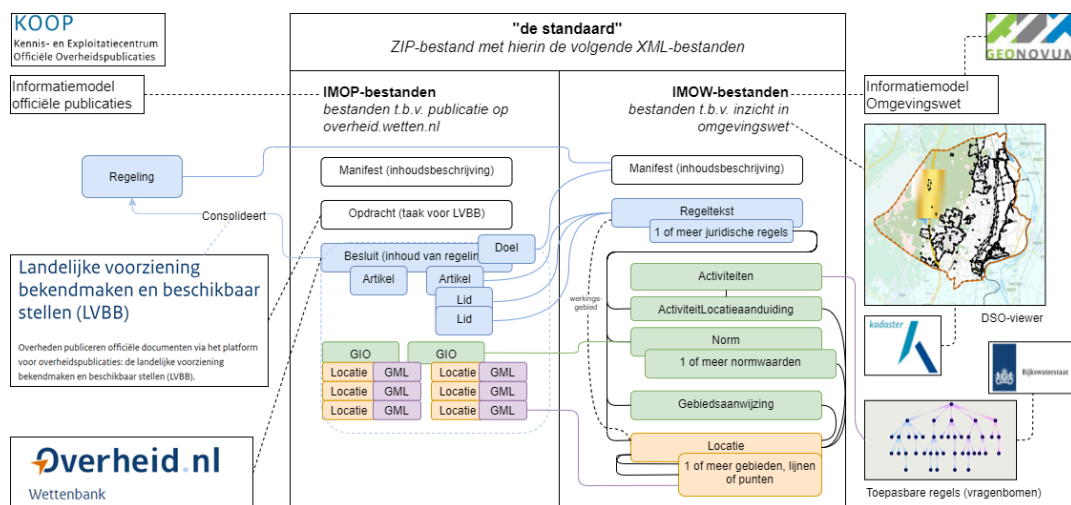 KOOP
Kennis- en Exploitatiecentrum
Officiële Overheidspublicaties
Informatiemodel
officiële publicaties
"de standaard"
ZIP-bestand met hierin de volgende XML-bestanden
GEONOVUM
Informatiemodel
Omgevingswet
IMOP-bestanden
bestanden t.b.v. publicatie op
overheid.wetten.nl
IMOW-bestanden
bestanden t.b.v. inzicht in
omgevingswet
Regeling
Consolideert
Manifest (inhoudsbeschrijving)
Opdracht (taak voor LVBB)
Doel
Besluit (inhoud van regelin
Artikel
Artikel
Lid
Lid
GIO
GIO
Locatie GML Locatie GML
Locatie GML Locatie GML
Locatie GML Locatie GML
Manifest (inhoudsbeschrijving)
Regeltekst
1 of meer juridische regels
Activiteiten
werkings-
gebied
ActiviteitLocatieaanduiding
Norm
1 of meer normwaarden
Gebiedsaanwijzing
Locatie
1 of meer gebieden, lijnen
of punten
Landelijke voorziening
bekendmaken en beschikbaar
stellen (LVBB)
Overheden publiceren officiële documenten via het platform
voor overheidspublicaties: de landelijke voorziening
bekendmaken en beschikbaar stellen (LVBB).
Overheid.nl
Wettenbank
DSO-viewer
kadaster
Rijkswaterstaat
Toepasbare regels (vragenbomen)